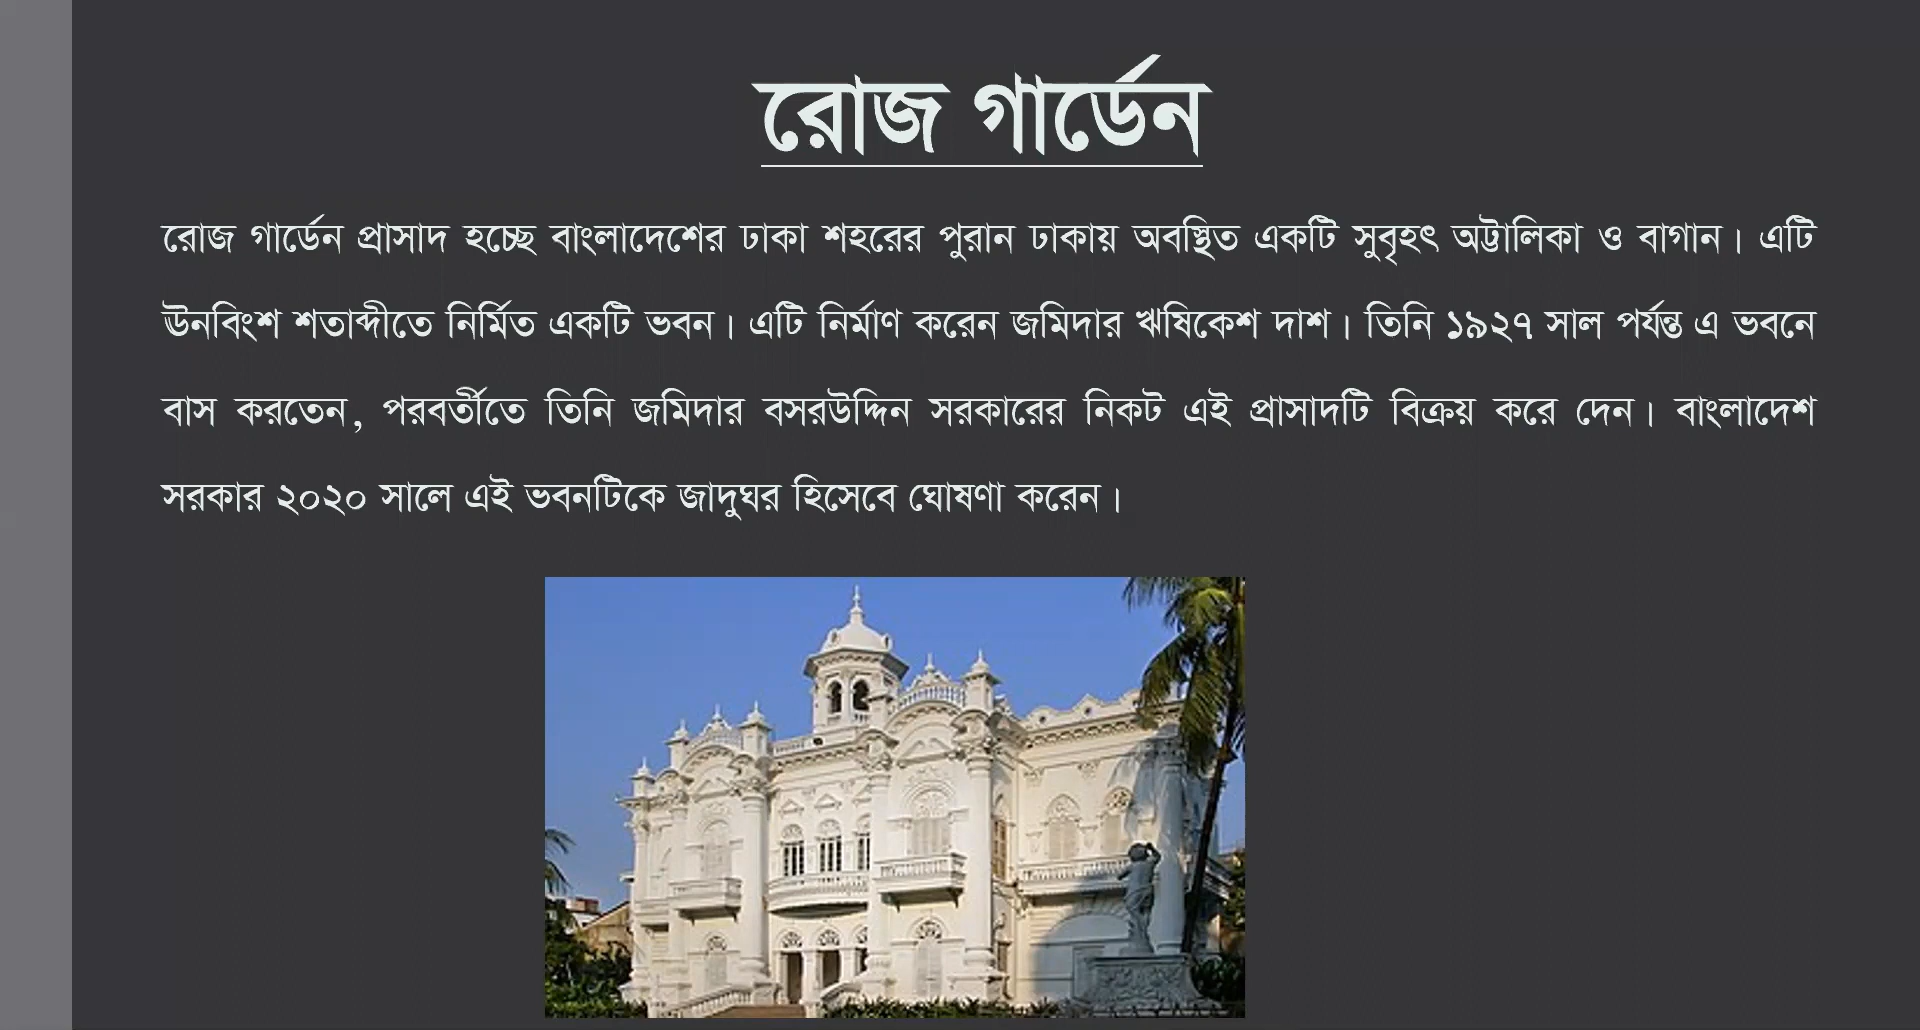 রোজ গার্ডেন
রোজ গার্ডেন প্রাসাদ হচ্ছে বাংলাদেশের ঢাকা শহরের পুরান ঢাকায় অবস্থিত একটি সুবৃহৎ অট্টালিকা ও বাগান। এটি
ঊনবিংশ শতাব্দীতে নির্মিত একটি ভবন। এটি নির্মাণ করেন জমিদার ঋষিকেশ দাশ। তিনি ১৯২৭ সাল পর্যন্ত এ ভবনে
বাস করতেন, পরবর্তীতে তিনি জমিদার বসরউদ্দিন সরকারের নিকট এই প্রাসাদটি বিক্রয় করে দেন। বাংলাদেশ
সরকার ২০২০ সালে এই ভবনটিকে জাদুঘর হিসেবে ঘোষণা করেন।